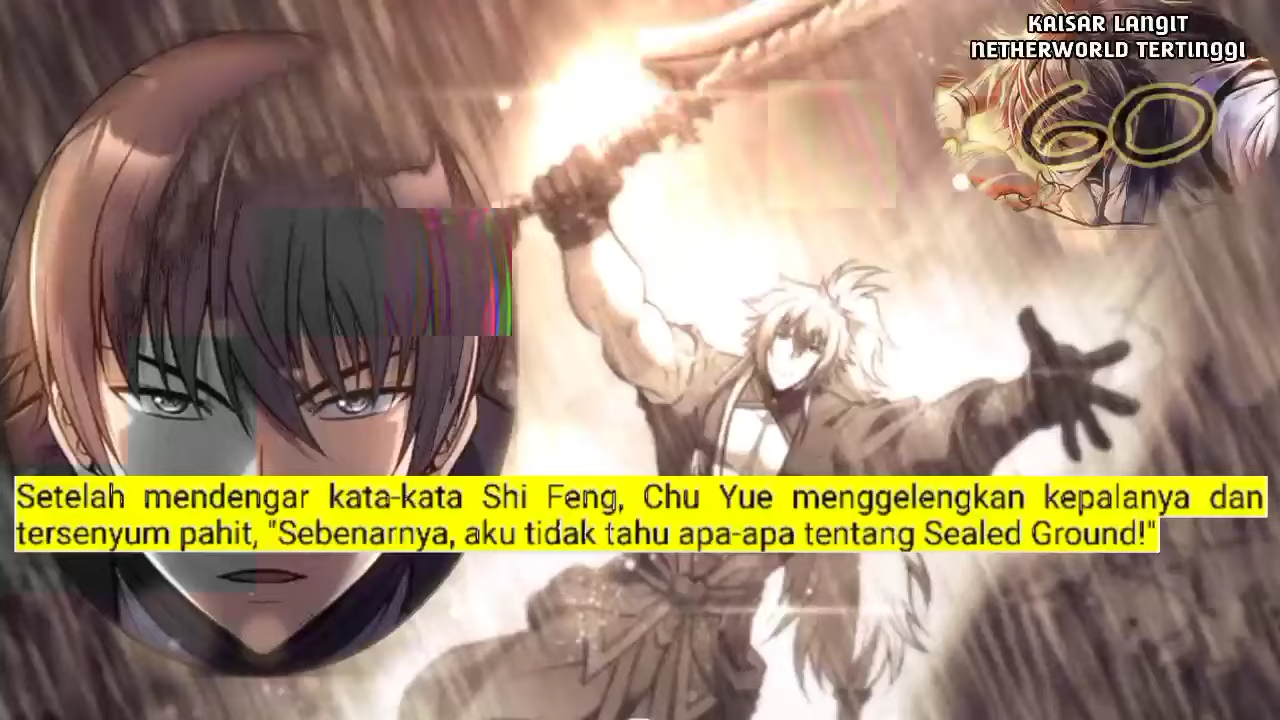 KAISAR LANGIT
NETHERWORLD TERTINGGI
60
Setelah mendengar kata-kata Shi Feng, Chu Yue menggelengkan kepalanya dan
tersenyum pahit, "Sebenarnya, aku tidak tahu apa-apa tentang Sealed Ground!"